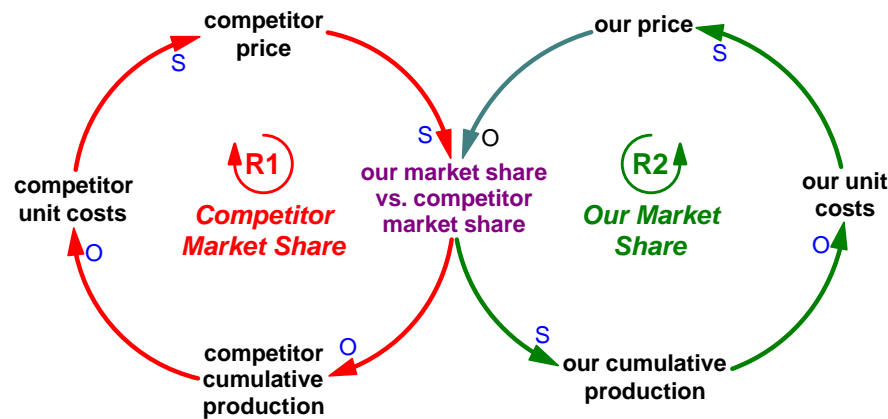 competitor
price
our price
S
S
S
O
R1
R2
our market share
vs. competitor
market share
competitor
unit costs
our unit
costs
Competitor
Market Share
Our Market
Share
O
O
S
O
competitor
cumulative
production
our cumulative
production